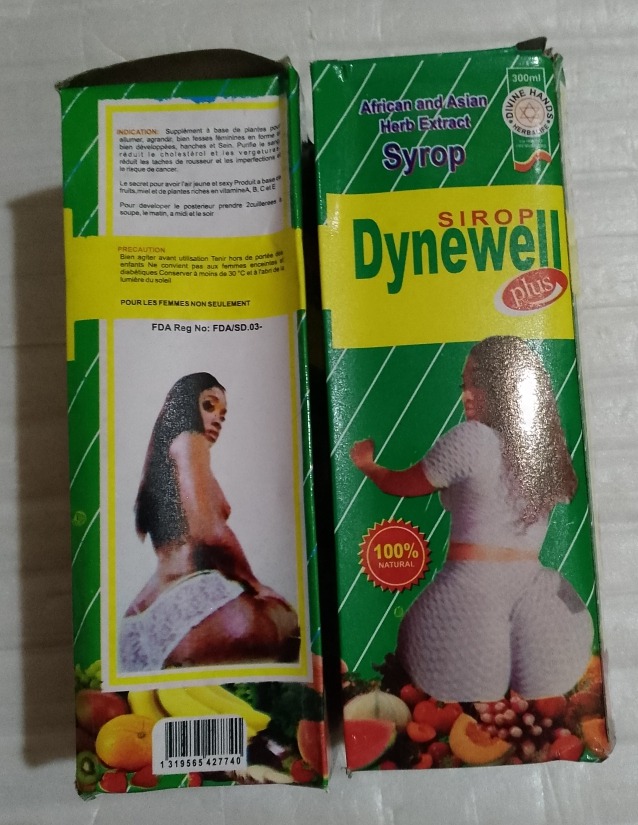 INDICATION: Supplément à base de plantes pour
allumer, agrandir, bien fesses féminines en forme et
bien développées, hanches et Sein. Purifie le sang
réduit le cholestérol et les vergetures
réduit les taches de rousseur et les imperfections et
le risque de cancer.
Le secret pour avoir l'air jeune et sexy Produit a base de
fruits,miel et de plantes riches en vitamineA, B, C et E
Pour developer le posterieur prendre 2cuillerées à
soupe, le matin, a midi et le soir
PRECAUTION
Bien agiter avant utilisation Tenir hors de portée des
enfants Ne convient pas aux femmes enceintes et
diabétiques Conserver à moins de 30 °C et à l'abri de la
lumière du soleil
POUR LES FEMMES NON SEULEMENT
FDA Reg No: FDA/SD.03-
1 319565 427740
300ml
DIVINE HANDS
HERBAL
African and Asian
Herb Extract
Syrop
SIROP
Dynewell
plus
100%
NATURAL